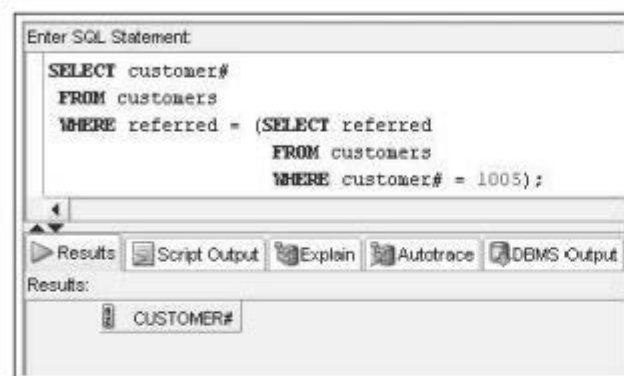 Enter SQL Statement:
SELECT customer#
FROM customers
WHERE referred = (SELECT referred
FROM customers
WHERE customer# = 1005);
Results Script Output Explain Autotrace DBMS Output
Results:
CUSTOMER#